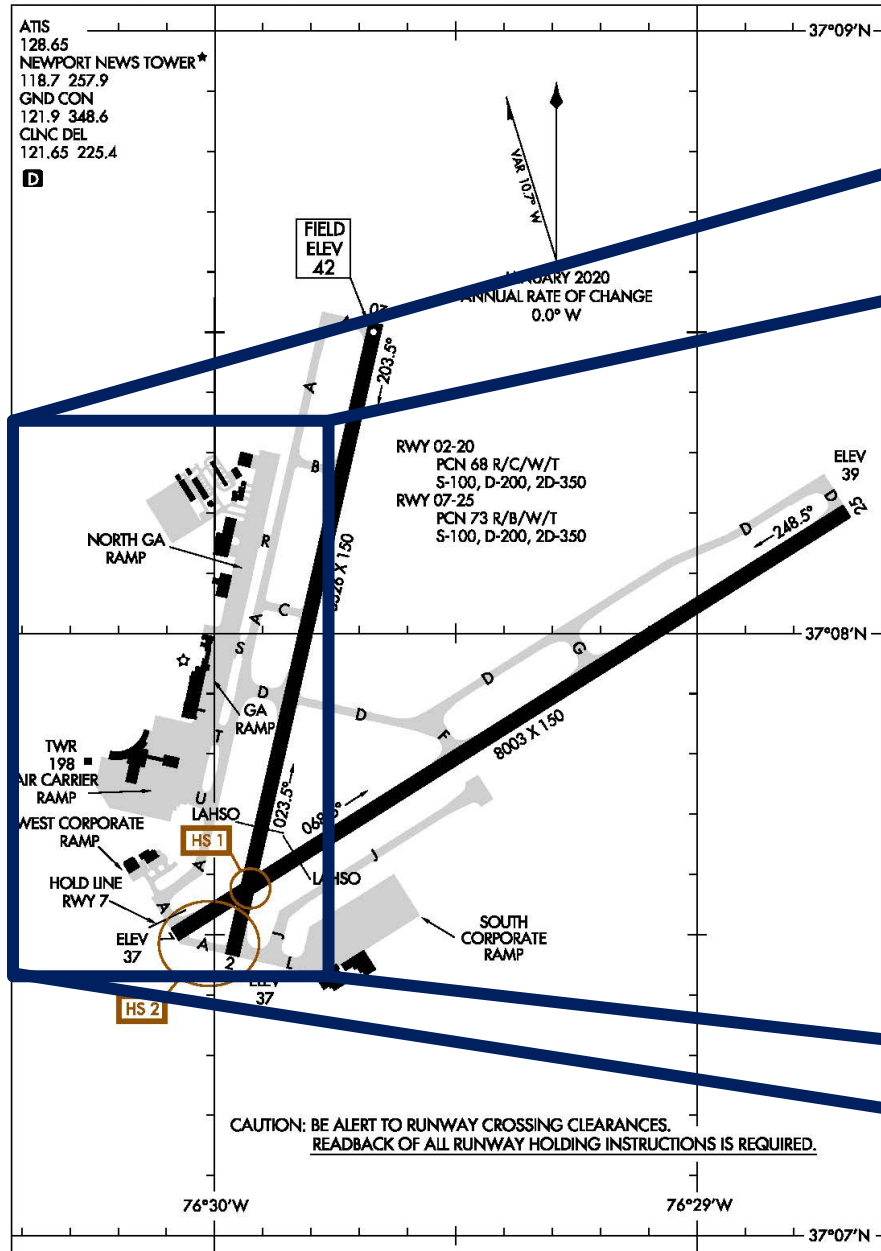 ATIS
128.65
NEWPORT NEWS TOWER★
118.7 257.9
GND CON
121.9 348.6
CLNC DEL
121.65 225.4
D
37°09'N
VAR 10.7° W
FIELD
ELEV
42
2020
ANNUAL RATE OF CHANGE
0.0° W
203.5°
A
B
RWY 02-20
PCN 68 R/C/W/T
S-100, D-200, 2D-350
RWY 07-25
PCN 73 R/B/W/T
S-100, D-200, 2D-350
ELEV
39
D
25
D
248.5°
NORTH GA
RAMP
R
X 150
C
A
S
37°08'N
G
D
D
D
F
GA
RAMP
T
T
8003 X 150
TWR
198
AIR CARRIER
RAMP
U
LAHSO
023.5°
WEST CORPORATE
RAMP
HS 1
A
J
LAHSO
HOLD LINE
RWY 7
A
ELEV
37
7
A
2
J
L
SOUTH
CORPORATE
RAMP
37
HS 2
CAUTION: BE ALERT TO RUNWAY CROSSING CLEARANCES.
READBACK OF ALL RUNWAY HOLDING INSTRUCTIONS IS REQUIRED.
76°30'W
76°29'W
37°07'N